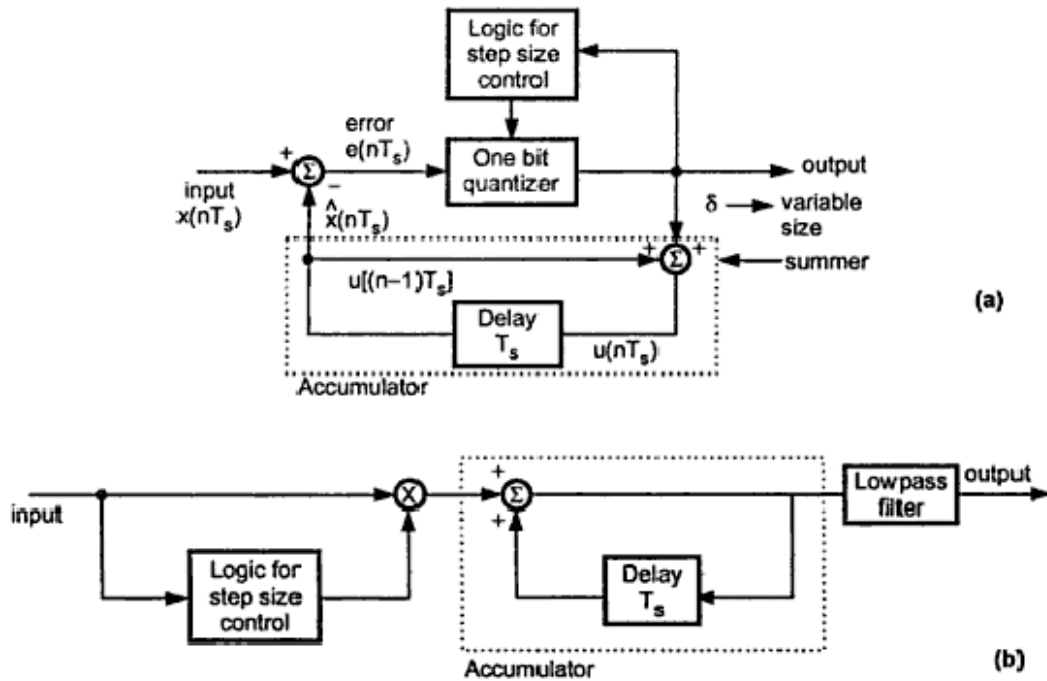 Logic for
step size
control
error
e(nTₛ)
+
Σ
−
One bit
quantizer
output
input
x(nTₛ)
x̂(nTₛ)
δ → variable
size
+
Σ
+
summer
u[(n−1)Tₛ]
Delay
Tₛ
u(nTₛ)
Accumulator
(a)
input
X
+
Σ
+
Lowpass
filter
output
Logic for
step size
control
Delay
Tₛ
Accumulator
(b)